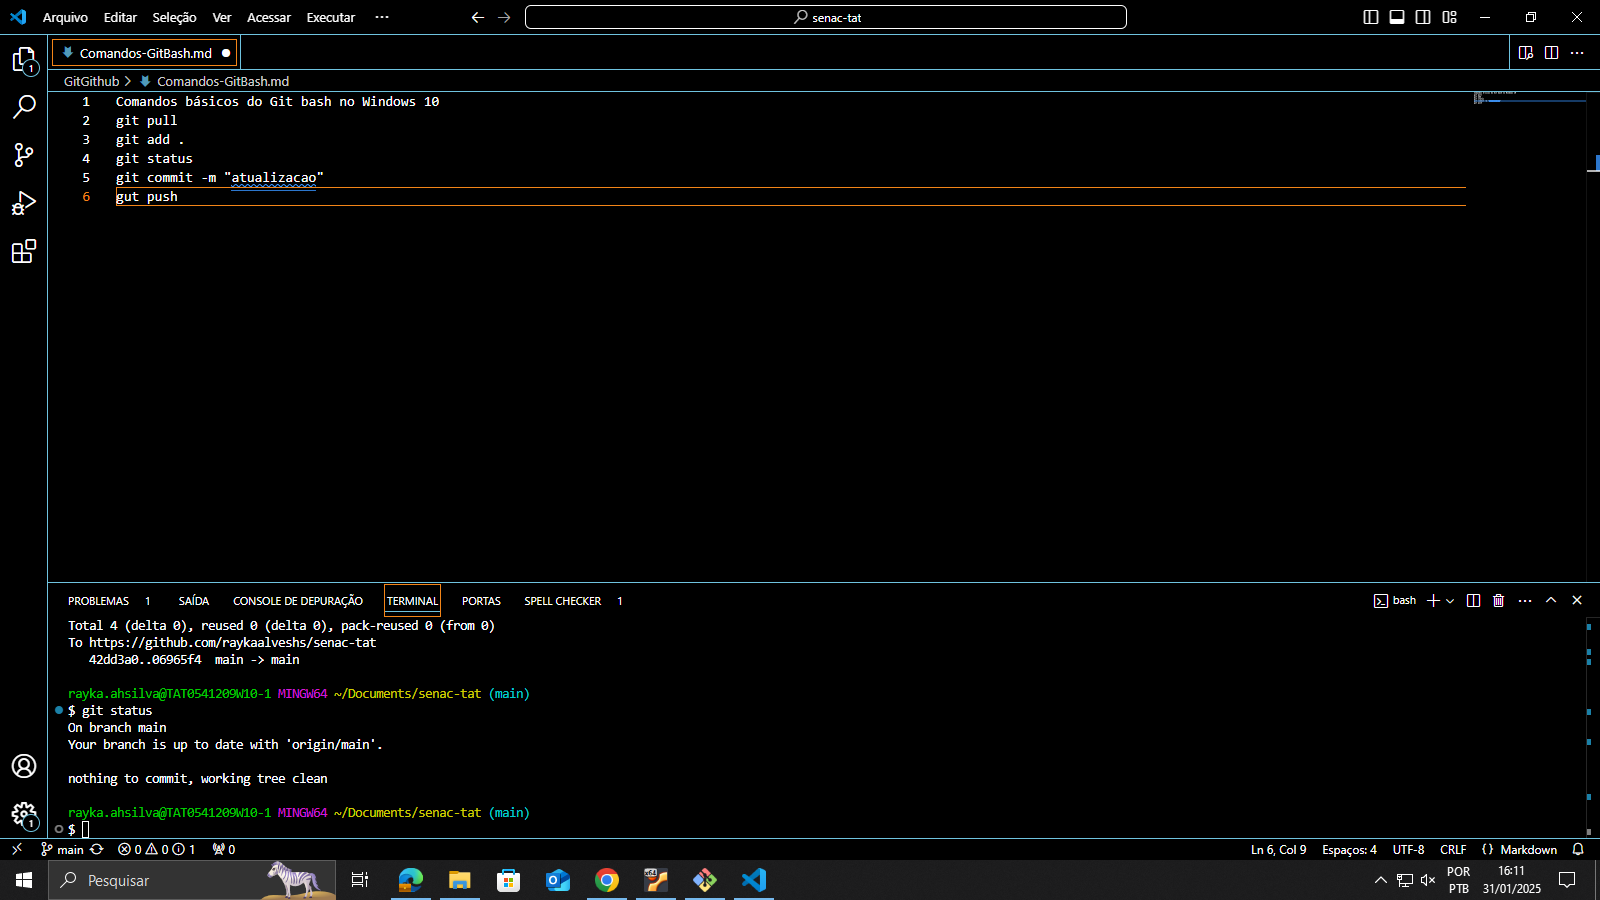 Arquivo Editar Seleção Ver Acessar Executar ··· senac-tat
Comandos-GitBash.md
GitGithub > Comandos-GitBash.md
1 Comandos básicos do Git bash no Windows 10
2 git pull
3 git add .
4 git status
5 git commit -m "atualizacao"
6 gut push
PROBLEMAS 1 SAÍDA CONSOLE DE DEPURAÇÃO TERMINAL PORTAS SPELL CHECKER 1 bash
Total 4 (delta 0), reused 0 (delta 0), pack-reused 0 (from 0)
To https://github.com/raykaalveshs/senac-tat
42dd3a0..06965f4 main -> main
rayka.ahsilva@TAT0541209W10-1 MINGW64 ~/Documents/senac-tat (main)
$ git status
On branch main
Your branch is up to date with 'origin/main'.
nothing to commit, working tree clean
rayka.ahsilva@TAT0541209W10-1 MINGW64 ~/Documents/senac-tat (main)
$
main 0 0 1 0 Ln 6, Col 9 Espaços: 4 UTF-8 CRLF {} Markdown
Pesquisar
x64
POR
PTB
16:11
31/01/2025
1
1